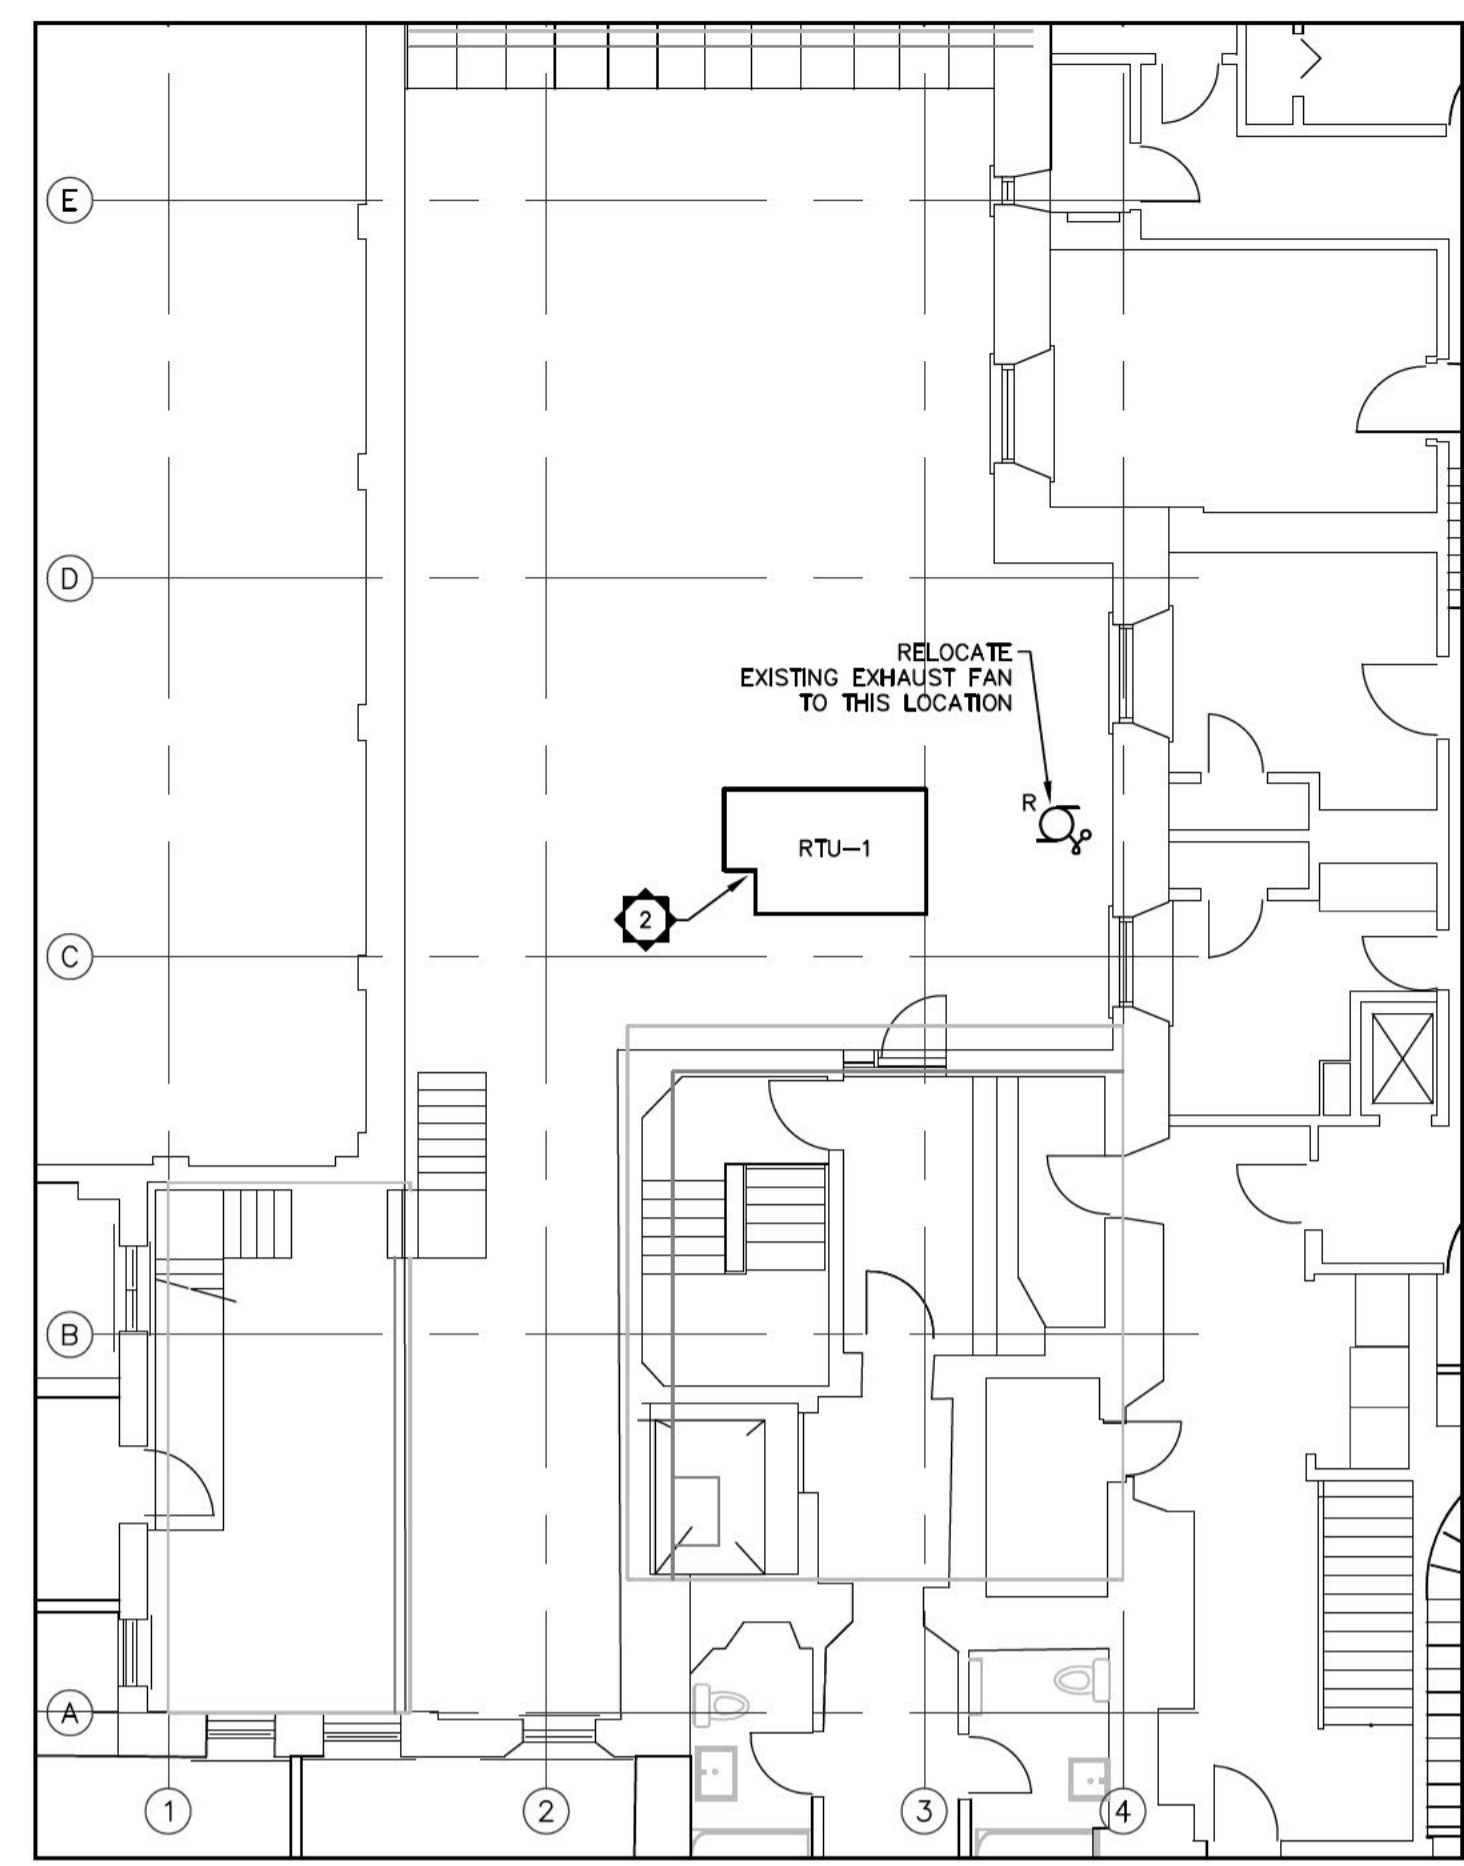 E
D
RELOCATE
EXISTING EXHAUST FAN
TO THIS LOCATION
R
RTU-1
2
C
B
A
1
2
3
4